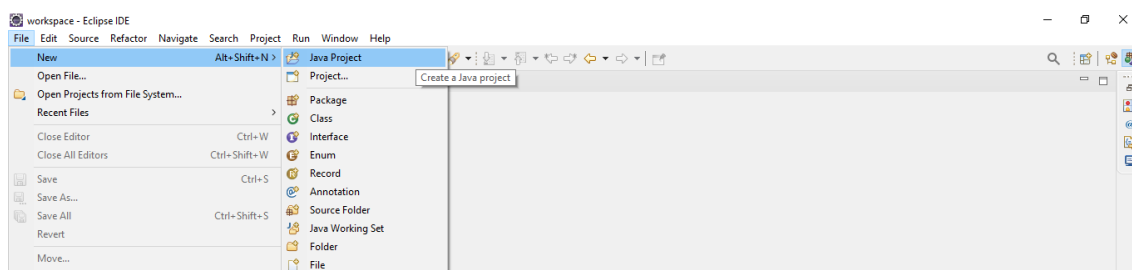 workspace - Eclipse IDE
File Edit Source Refactor Navigate Search Project Run Window Help
New Alt+Shift+N > Java Project
Open File... Project... Create a Java project
Open Projects from File System... Package
Recent Files > Class
Close Editor Ctrl+W Interface
Close All Editors Ctrl+Shift+W Enum
Save Ctrl+S Record
Save As... Annotation
Save All Ctrl+Shift+S Source Folder
Revert Java Working Set
Folder
Move... File